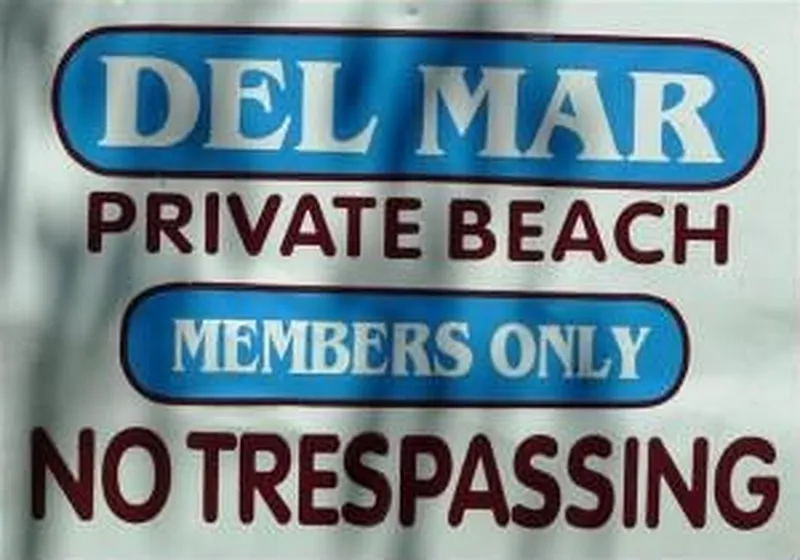 DEL MAR
PRIVATE BEACH
MEMBERS ONLY
NO TRESPASSING